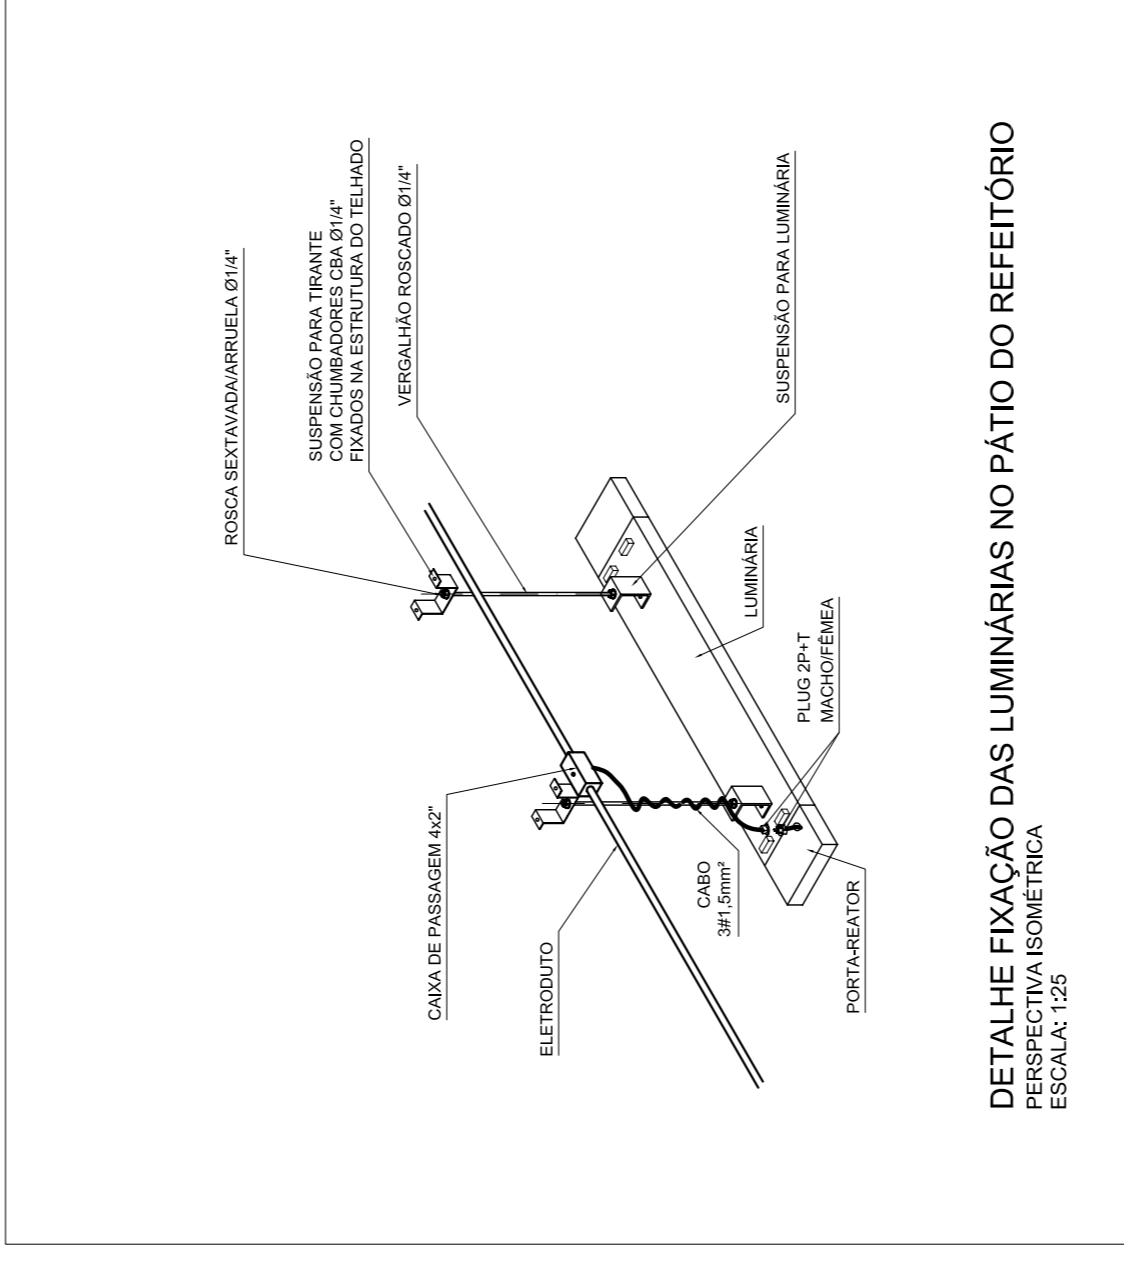 ROSCA SEXTAVADA/ARRUELA Ø1/4"
SUSPENSÃO PARA TIRANTE
COM CHUMBADORES CBA Ø1/4"
FIXADOS NA ESTRUTURA DO TELHADO
VERGALHÃO ROSCADO Ø1/4"
SUSPENSÃO PARA LUMINÁRIA
LUMINÁRIA
PLUG 2P+T
MACHO/FÊMEA
CAIXA DE PASSAGEM 4x2"
ELETRODUTO
CABO
3#1,5mm²
PORTA-REATOR
DETALHE FIXAÇÃO DAS LUMINÁRIAS NO PÁTIO DO REFEITÓRIO
PERSPECTIVA ISOMÉTRICA
ESCALA: 1:25